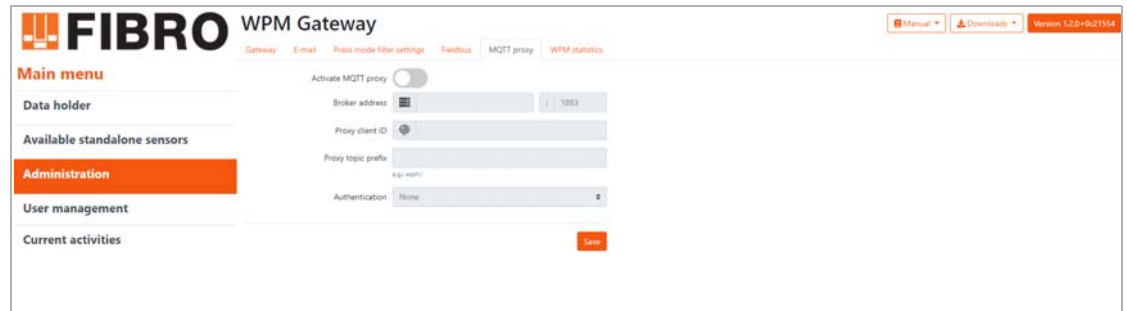 FIBRO
WPM Gateway
Manual
Downloads
Version 1.2.0+0c21554
Gateway E-mail Press mode filter settings Fieldbus MQTT proxy WPM statistics
Main menu
Data holder
Available standalone sensors
Administration
User management
Current activities
Activate MQTT proxy
Broker address : 1883
Proxy client ID
Proxy topic prefix
e.g.: wpm/
Authentication None
Save